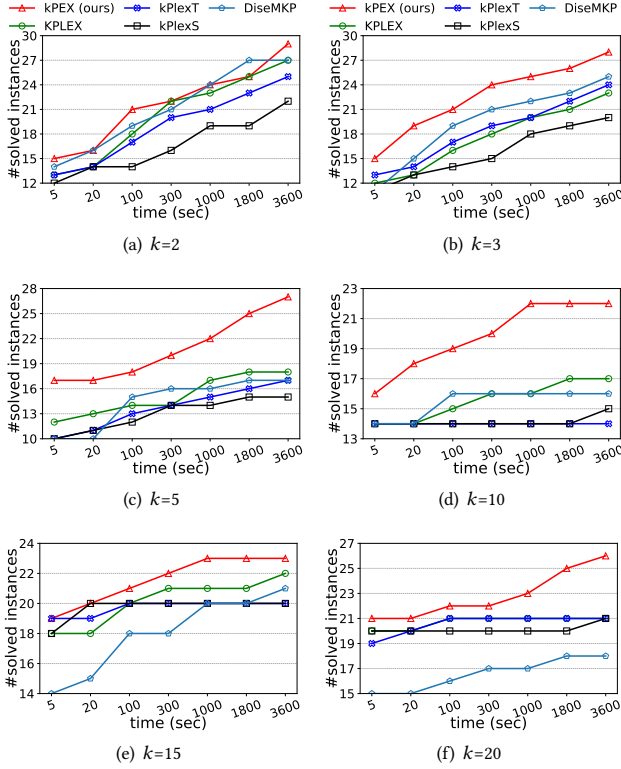 kPEX (ours) kPlexT DiseMKP
KPLEX kPlexS
kPEX (ours) kPlexT DiseMKP
KPLEX kPlexS
#solved instances
30
27
24
21
18
15
12
5 20 100 300 1000 1800 3600
time (sec)
(a) k=2
#solved instances
30
27
24
21
18
15
12
5 20 100 300 1000 1800 3600
time (sec)
(b) k=3
#solved instances
28
25
22
19
16
13
10
5 20 100 300 1000 1800 3600
time (sec)
(c) k=5
#solved instances
23
21
19
17
15
13
5 20 100 300 1000 1800 3600
time (sec)
(d) k=10
#solved instances
24
22
20
18
16
14
5 20 100 300 1000 1800 3600
time (sec)
(e) k=15
#solved instances
27
25
23
21
19
17
15
5 20 100 300 1000 1800 3600
time (sec)
(f) k=20